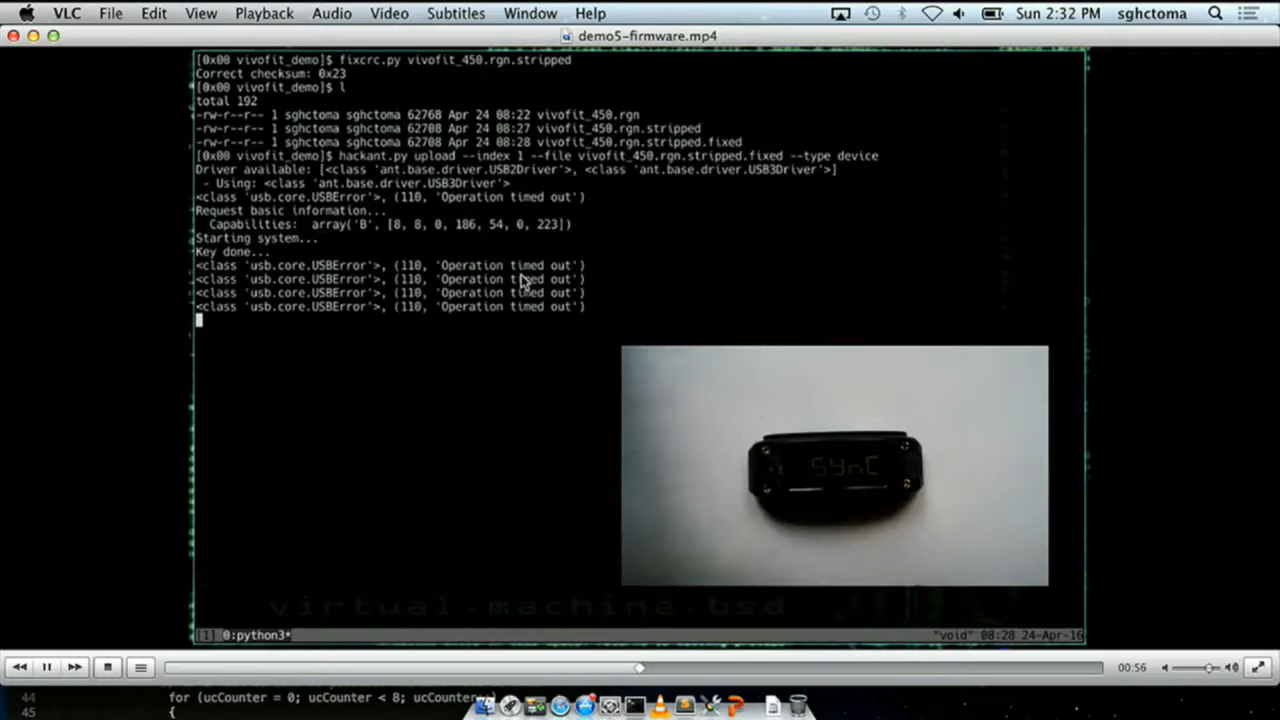 VLC File Edit View Playback Audio Video Subtitles Window Help Sun 2:32 PM sghctoma
demo5-firmware.mp4
[0x00 vivofit_demo]$ fixcrc.py vivofit_450.rgn.stripped
Correct checksum: 0x23
[0x00 vivofit_demo]$ l
total 192
-rw-r--r-- 1 sghctoma sghctoma 62768 Apr 24 08:22 vivofit_450.rgn
-rw-r--r-- 1 sghctoma sghctoma 62708 Apr 24 08:27 vivofit_450.rgn.stripped
-rw-r--r-- 1 sghctoma sghctoma 62708 Apr 24 08:28 vivofit_450.rgn.stripped.fixed
[0x00 vivofit_demo]$ hackant.py upload --index 1 --file vivofit_450.rgn.stripped.fixed --type device
Driver available: [<class 'ant.base.driver.USB2Driver'>, <class 'ant.base.driver.USB3Driver'>]
- Using: <class 'ant.base.driver.USB3Driver'>
<class 'usb.core.USBError'>, (110, 'Operation timed out')
Request basic information...
Capabilities: array('B', [8, 8, 0, 186, 54, 0, 223])
Starting system...
Key done...
<class 'usb.core.USBError'>, (110, 'Operation timed out')
<class 'usb.core.USBError'>, (110, 'Operation timed out')
<class 'usb.core.USBError'>, (110, 'Operation timed out')
<class 'usb.core.USBError'>, (110, 'Operation timed out')
SYnC
virtual.machine.bsd
[1] 0:python3* "void" 08:28 24-Apr-16
00:56
44 for (ucCounter = 0; ucCounter < 8; ucCounter++)
45 {